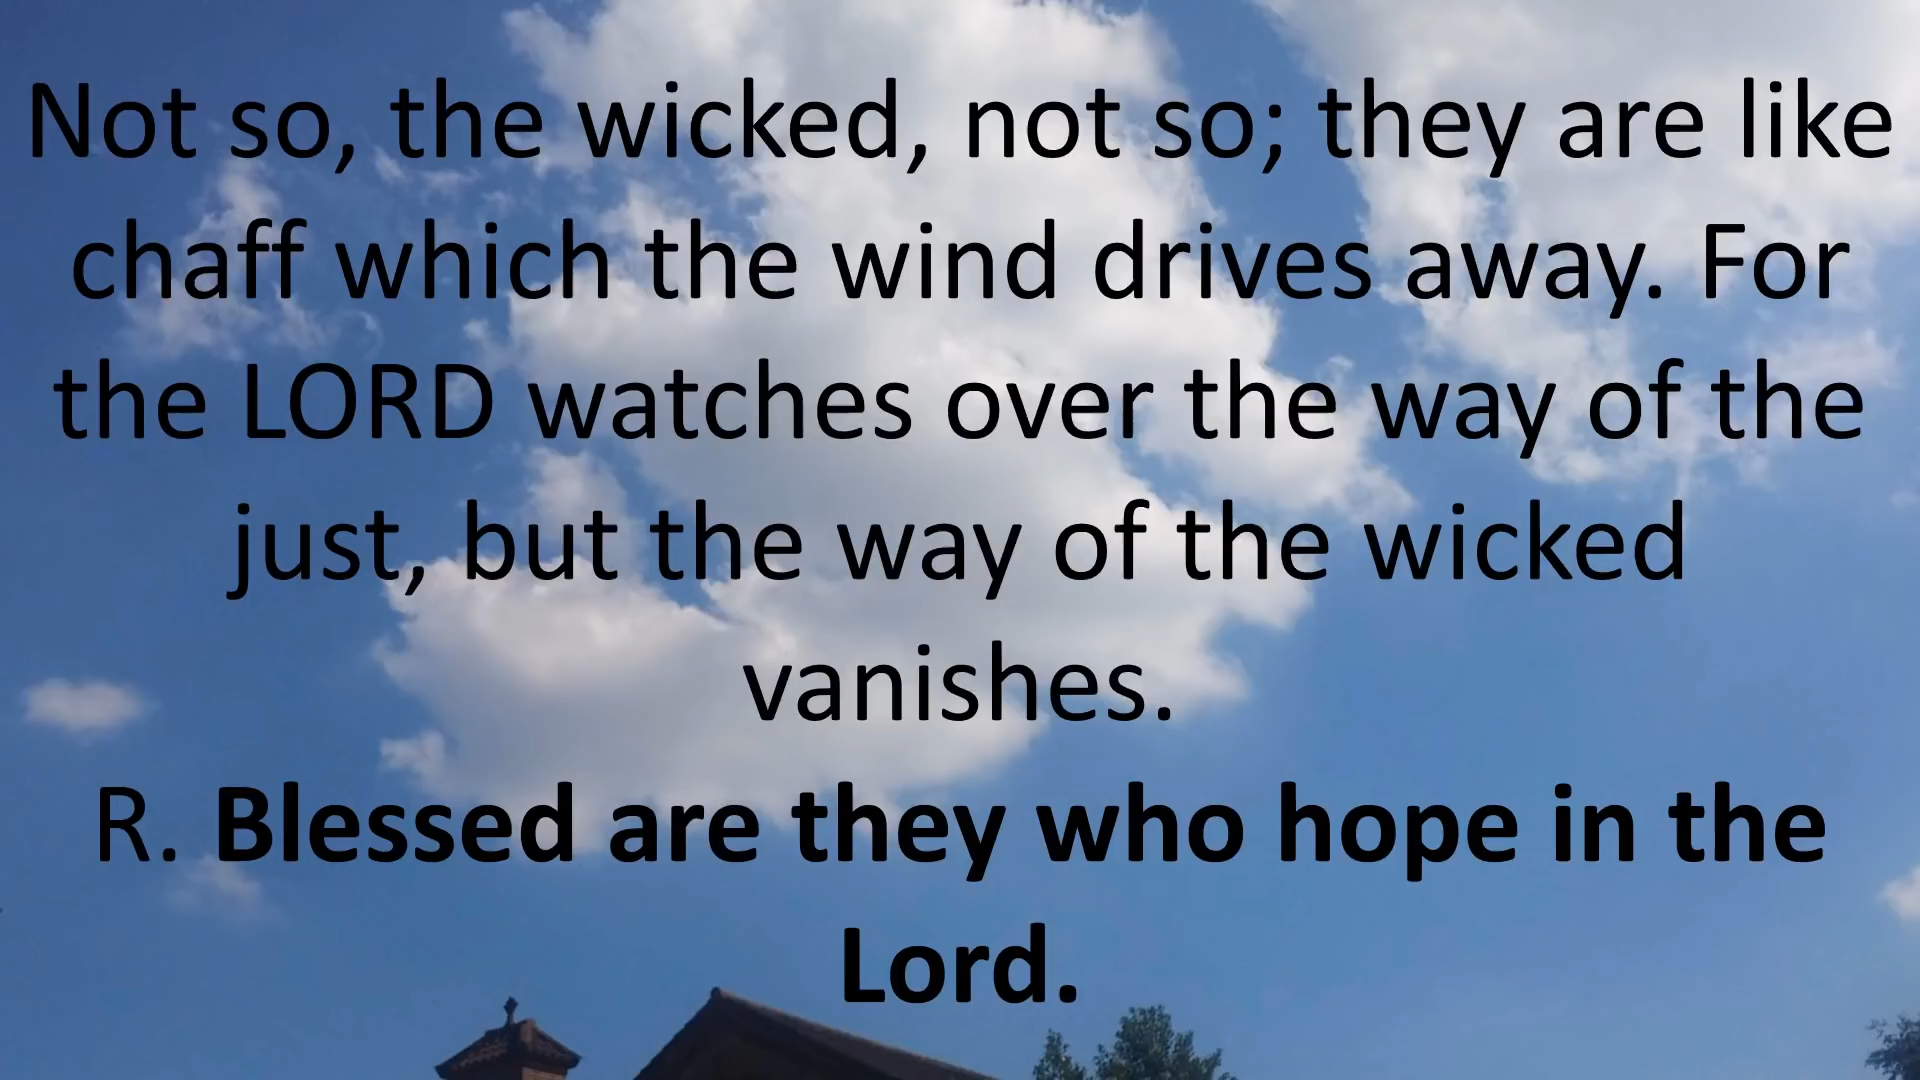 Not so, the wicked, not so; they are like
chaff which the wind drives away. For
the LORD watches over the way of the
just, but the way of the wicked
vanishes.
R. Blessed are they who hope in the
Lord.